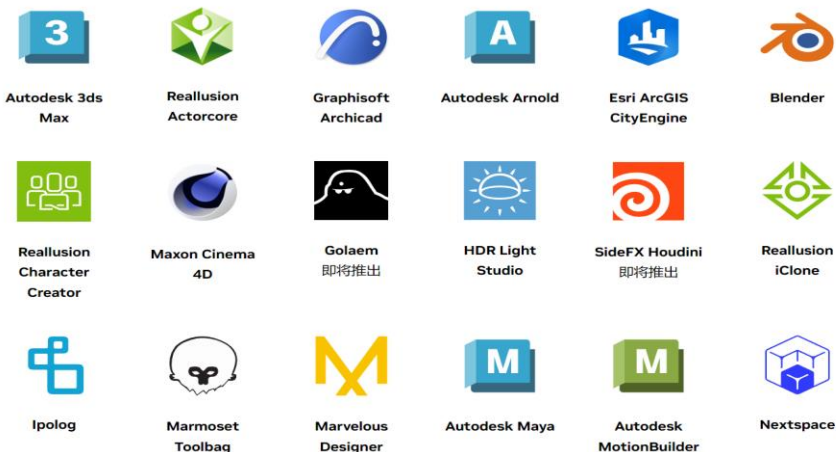 3
A
Autodesk 3ds
Max
Reallusion
Actorcore
Graphisoft
Archicad
Autodesk Arnold
Esri ArcGIS
CityEngine
Blender
Reallusion
Character
Creator
Maxon Cinema
4D
Golaem
即将推出
HDR Light
Studio
SideFX Houdini
即将推出
Reallusion
iClone
M
M
Ipolog
Marmoset
Toolbag
Marvelous
Designer
Autodesk Maya
Autodesk
MotionBuilder
Nextspace